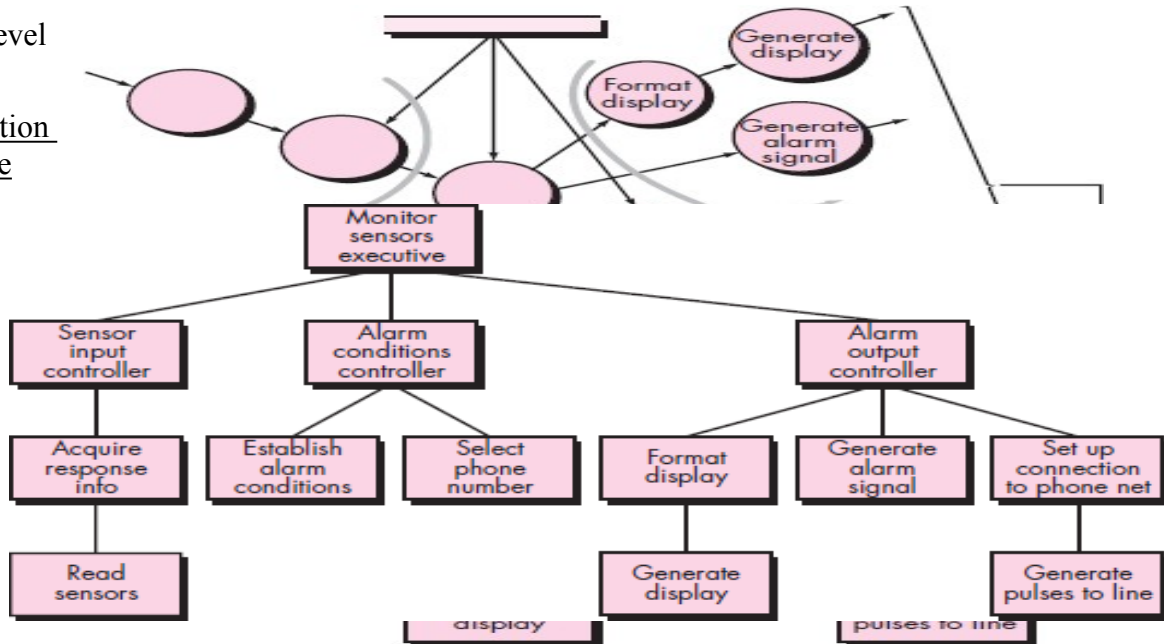 evel
tion
e
Generate
display
Format
display
Generate
alarm
signal
Monitor
sensors
executive
Sensor
input
controller
Alarm
conditions
controller
Alarm
output
controller
Acquire
response
info
Establish
alarm
conditions
Select
phone
number
Format
display
Generate
alarm
signal
Set up
connection
to phone net
Read
sensors
Generate
display
Generate
pulses to line
display
pulses to line